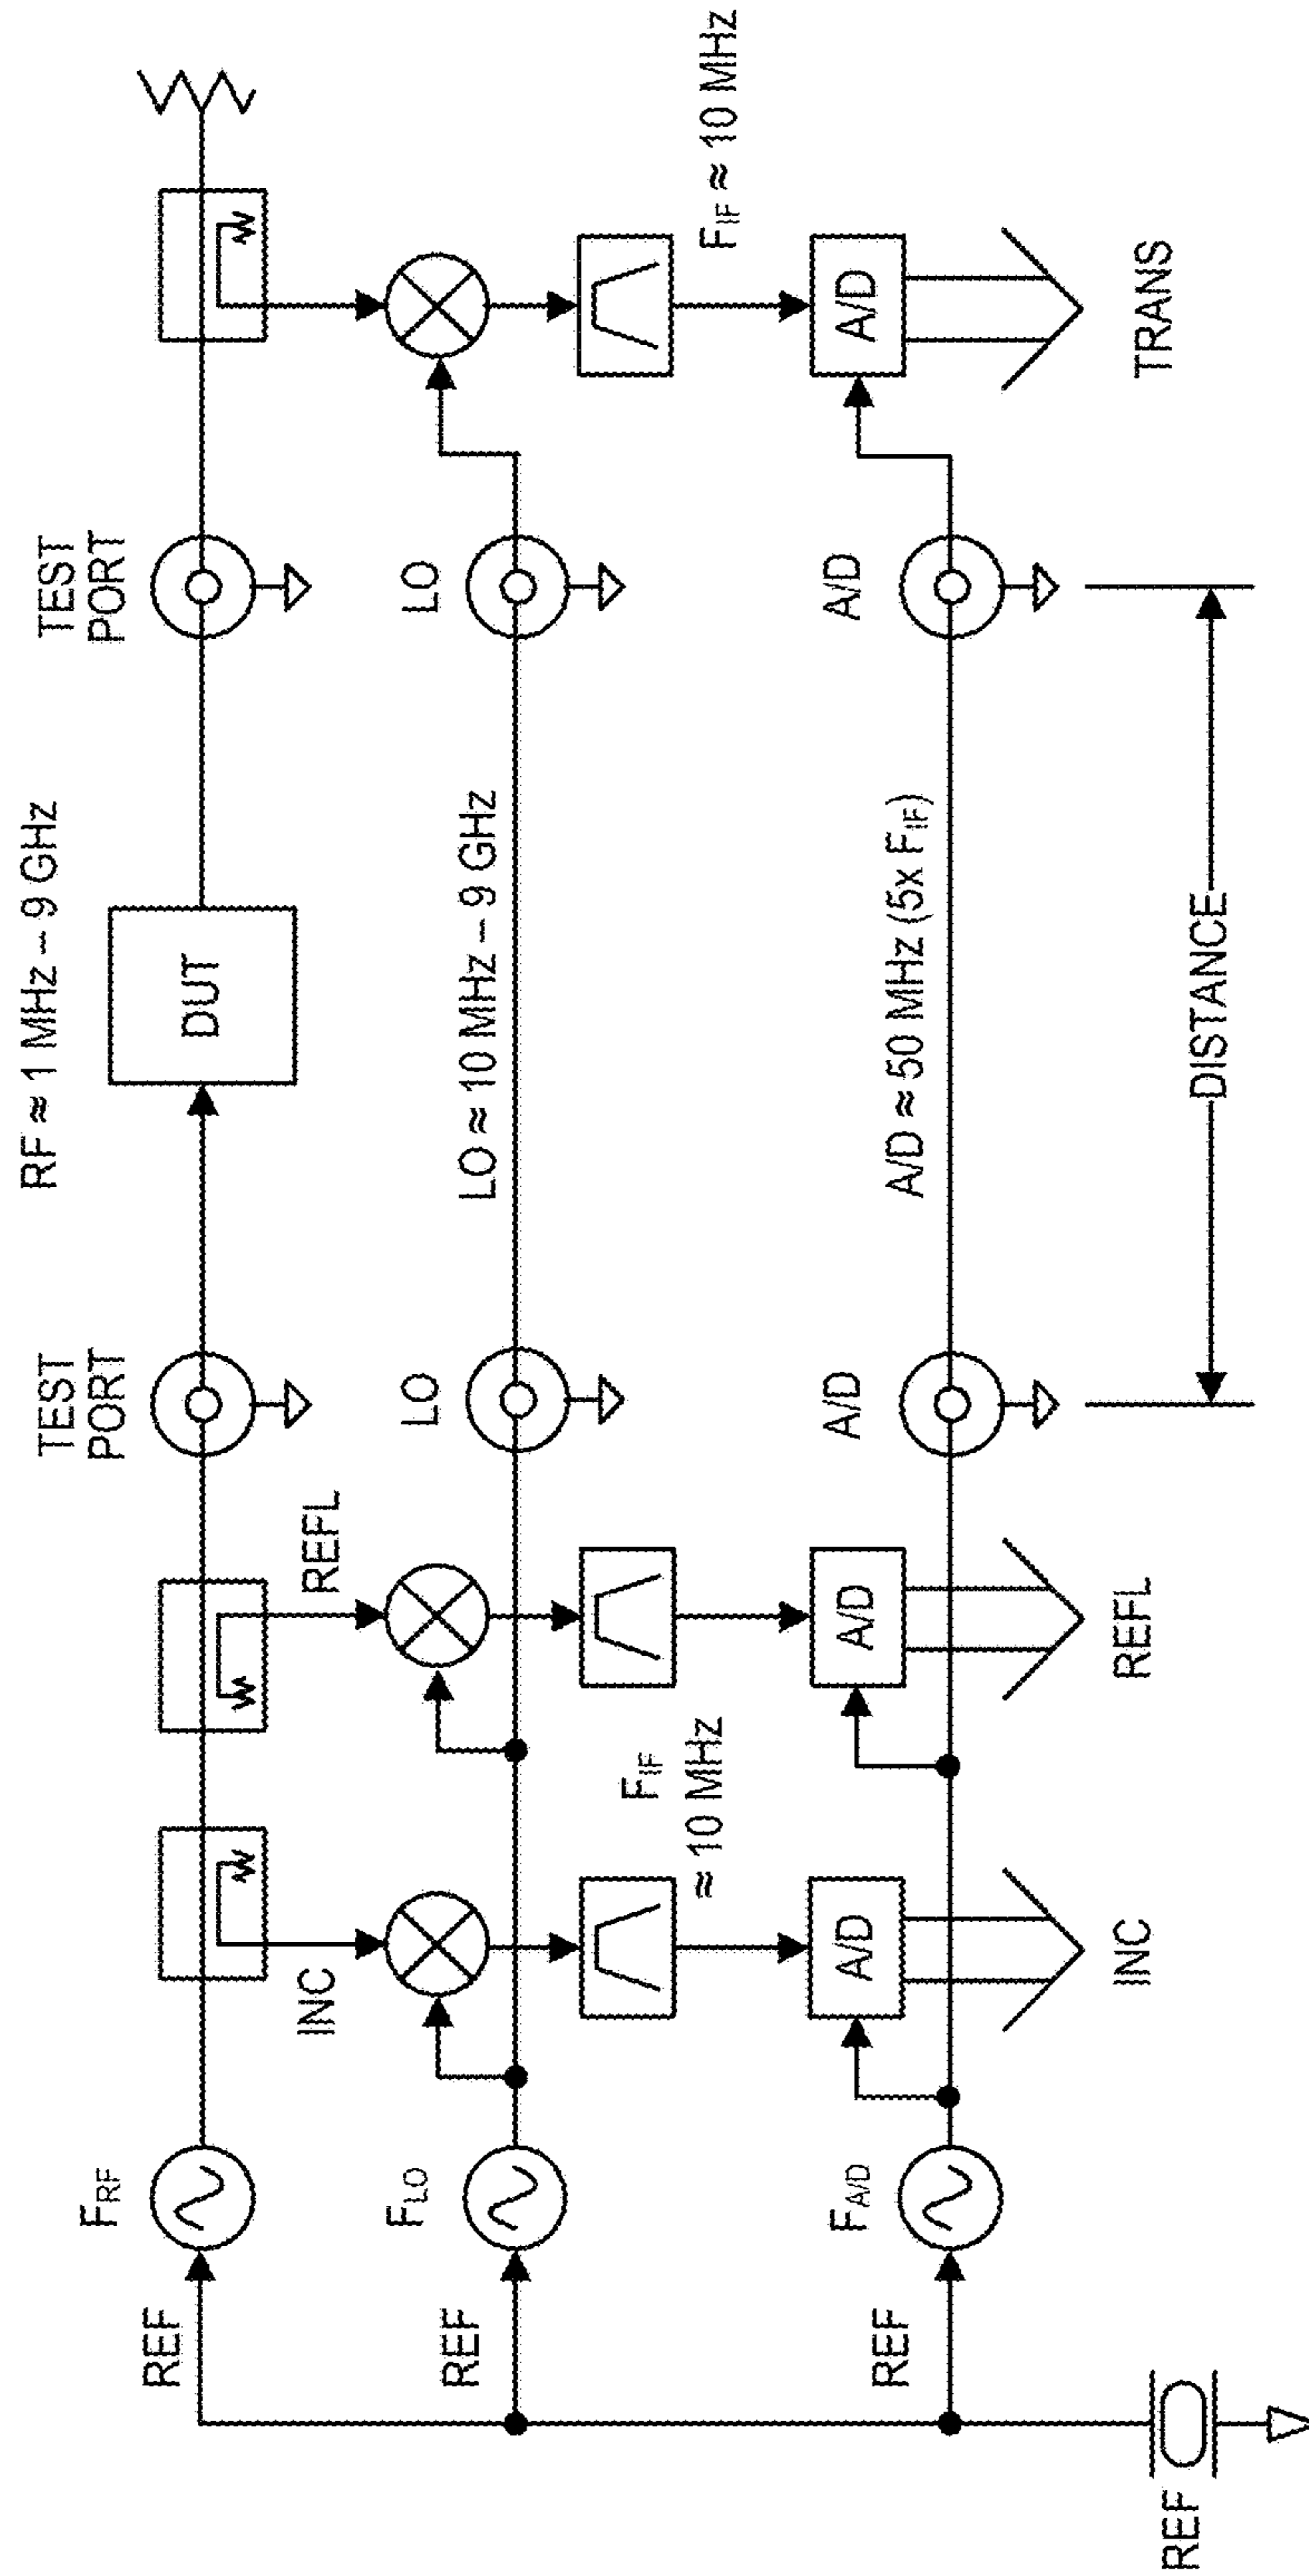 RF ≈ 1 MHz – 9 GHz
TEST
PORT
TEST
PORT
DUT
REF
F_RF
INC
REFL
LO
LO
LO ≈ 10 MHz – 9 GHz
REF
F_LO
F_IF
≈ 10 MHz
F_IF ≈ 10 MHz
A/D
A/D
A/D ≈ 50 MHz (5x F_IF)
REF
F_A/D
A/D
A/D
A/D
INC
REFL
DISTANCE
TRANS
REF